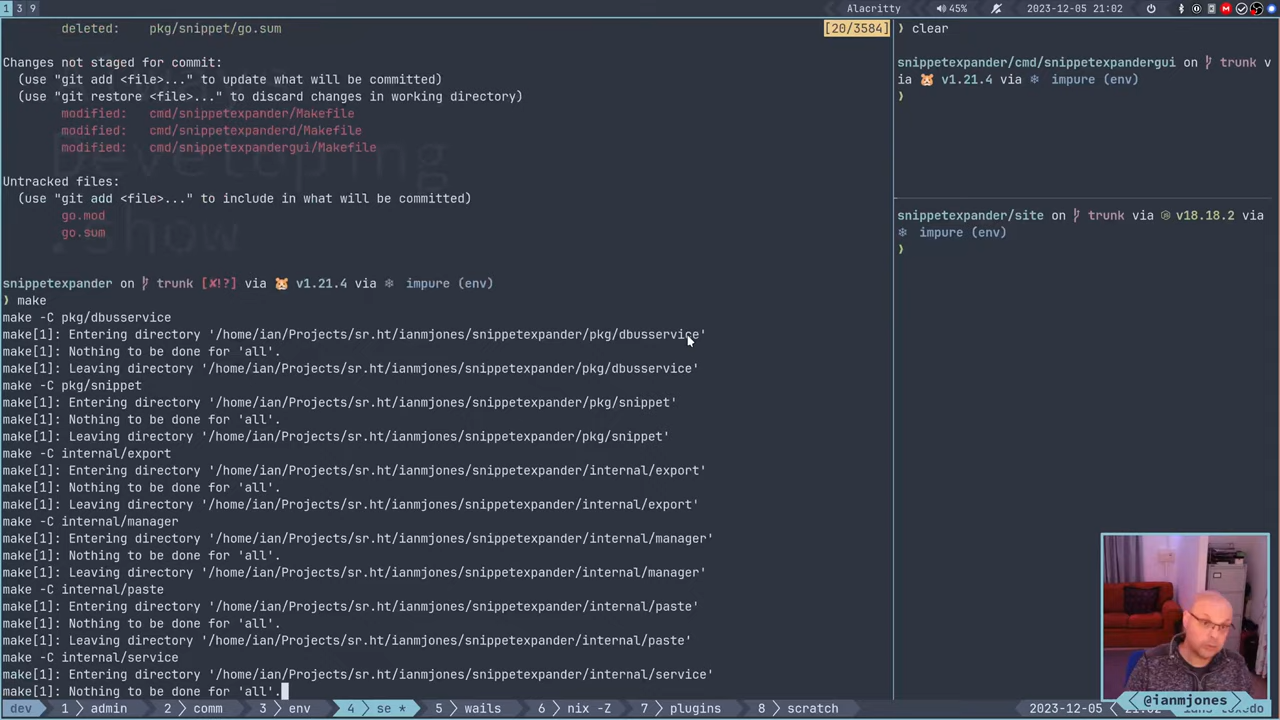 1 3 9
Alacritty
45%
2023-12-05 21:02
deleted: pkg/snippet/go.sum
[20/3584]
Changes not staged for commit:
(use "git add <file>..." to update what will be committed)
(use "git restore <file>..." to discard changes in working directory)
modified: cmd/snippetexpander/Makefile
modified: cmd/snippetexpanderd/Makefile
modified: cmd/snippetexpandergui/Makefile
Developing
.show
Untracked files:
(use "git add <file>..." to include in what will be committed)
go.mod
go.sum
snippetexpander on trunk [✘!?] via 🐹 v1.21.4 via ❄ impure (env)
❯ make
make -C pkg/dbusservice
make[1]: Entering directory '/home/ian/Projects/sr.ht/ianmjones/snippetexpander/pkg/dbusservice'
make[1]: Nothing to be done for 'all'.
make[1]: Leaving directory '/home/ian/Projects/sr.ht/ianmjones/snippetexpander/pkg/dbusservice'
make -C pkg/snippet
make[1]: Entering directory '/home/ian/Projects/sr.ht/ianmjones/snippetexpander/pkg/snippet'
make[1]: Nothing to be done for 'all'.
make[1]: Leaving directory '/home/ian/Projects/sr.ht/ianmjones/snippetexpander/pkg/snippet'
make -C internal/export
make[1]: Entering directory '/home/ian/Projects/sr.ht/ianmjones/snippetexpander/internal/export'
make[1]: Nothing to be done for 'all'.
make[1]: Leaving directory '/home/ian/Projects/sr.ht/ianmjones/snippetexpander/internal/export'
make -C internal/manager
make[1]: Entering directory '/home/ian/Projects/sr.ht/ianmjones/snippetexpander/internal/manager'
make[1]: Nothing to be done for 'all'.
make[1]: Leaving directory '/home/ian/Projects/sr.ht/ianmjones/snippetexpander/internal/manager'
make -C internal/paste
make[1]: Entering directory '/home/ian/Projects/sr.ht/ianmjones/snippetexpander/internal/paste'
make[1]: Nothing to be done for 'all'.
make[1]: Leaving directory '/home/ian/Projects/sr.ht/ianmjones/snippetexpander/internal/paste'
make -C internal/service
make[1]: Entering directory '/home/ian/Projects/sr.ht/ianmjones/snippetexpander/internal/service'
make[1]: Nothing to be done for 'all'.
❯ clear
snippetexpander/cmd/snippetexpandergui on trunk v
ia 🐹 v1.21.4 via ❄ impure (env)
❯
snippetexpander/site on trunk via v18.18.2 via
❄ impure (env)
❯
@ianmjones
dev 1 admin 2 comm 3 env 4 se * 5 wails 6 nix -Z 7 plugins 8 scratch 2023-12-05